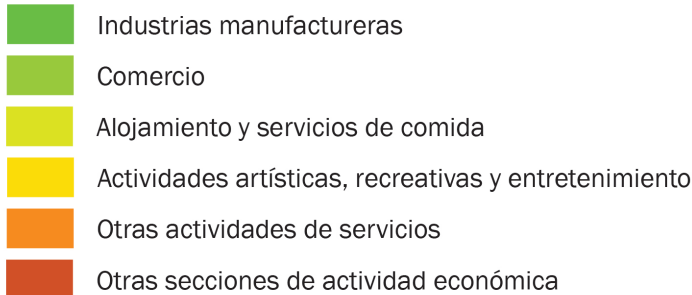 Industrias manufactureras
Comercio
Alojamiento y servicios de comida
Actividades artísticas, recreativas y entretenimiento
Otras actividades de servicios
Otras secciones de actividad económica